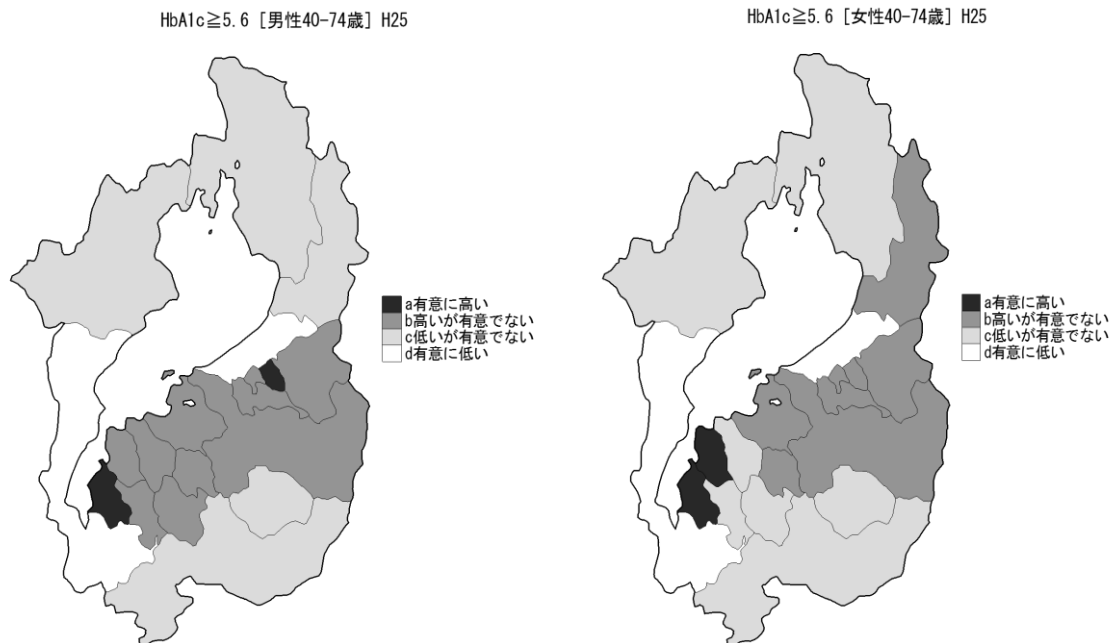 HbA1c≧5.6 [男性40-74歳] H25
a有意に高い
b高いが有意でない
c低いが有意でない
d有意に低い
HbA1c≧5.6 [女性40-74歳] H25
a有意に高い
b高いが有意でない
c低いが有意でない
d有意に低い